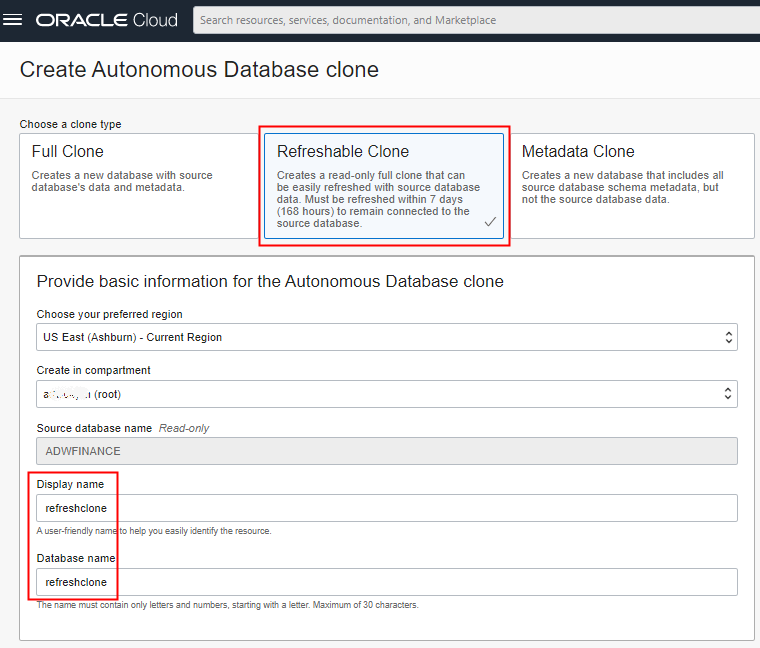 ORACLE Cloud
Search resources, services, documentation, and Marketplace
Create Autonomous Database clone
Choose a clone type
Full Clone
Creates a new database with source
database's data and metadata.
Refreshable Clone
Creates a read-only full clone that can
be easily refreshed with source database
data. Must be refreshed within 7 days
(168 hours) to remain connected to the
source database.
Metadata Clone
Creates a new database that includes all
source database schema metadata, but
not the source database data.
Provide basic information for the Autonomous Database clone
Choose your preferred region
US East (Ashburn) - Current Region
Create in compartment
(root)
Source database name Read-only
ADWFINANCE
Display name
refreshclone
A user-friendly name to help you easily identify the resource.
Database name
refreshclone
The name must contain only letters and numbers, starting with a letter. Maximum of 30 characters.